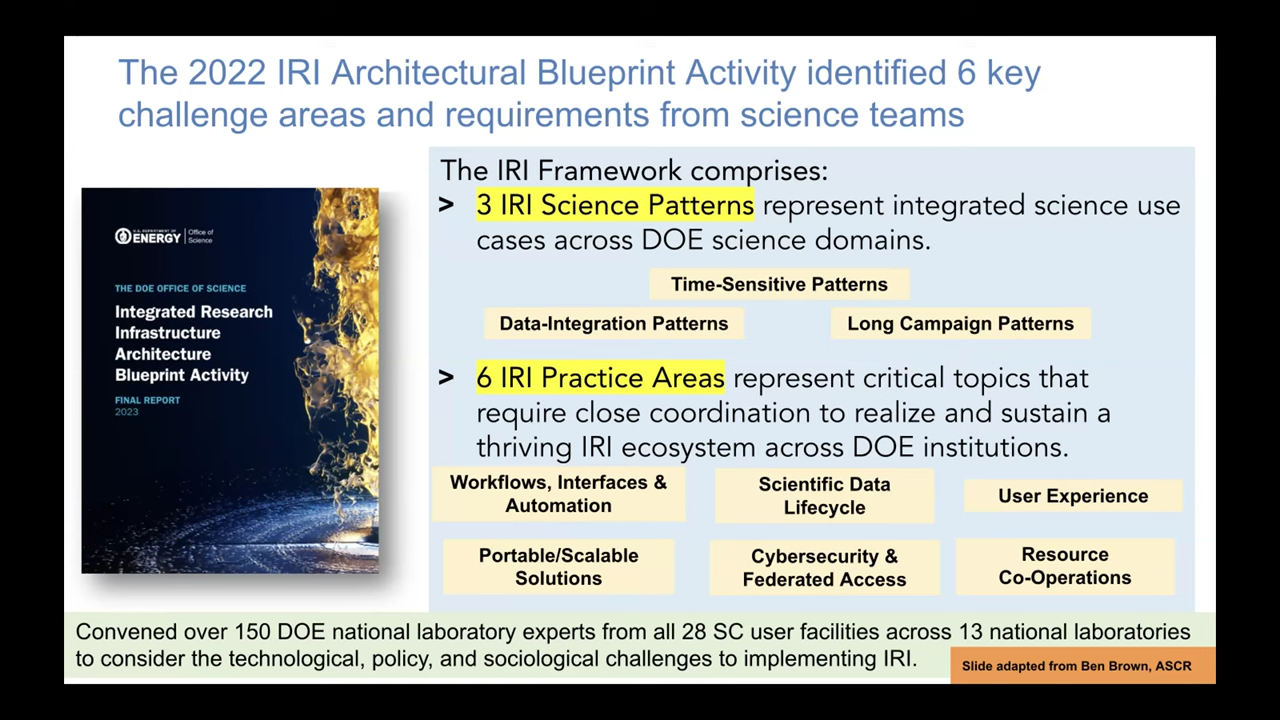 The 2022 IRI Architectural Blueprint Activity identified 6 key
challenge areas and requirements from science teams
U.S. DEPARTMENT OF
ENERGY
Office of
Science
THE DOE OFFICE OF SCIENCE
Integrated Research
Infrastructure
Architecture
Blueprint Activity
FINAL REPORT
2023
The IRI Framework comprises:
> 3 IRI Science Patterns represent integrated science use
cases across DOE science domains.
Time-Sensitive Patterns
Data-Integration Patterns
Long Campaign Patterns
> 6 IRI Practice Areas represent critical topics that
require close coordination to realize and sustain a
thriving IRI ecosystem across DOE institutions.
Workflows, Interfaces &
Automation
Scientific Data
Lifecycle
User Experience
Portable/Scalable
Solutions
Cybersecurity &
Federated Access
Resource
Co-Operations
Convened over 150 DOE national laboratory experts from all 28 SC user facilities across 13 national laboratories
to consider the technological, policy, and sociological challenges to implementing IRI.
Slide adapted from Ben Brown, ASCR